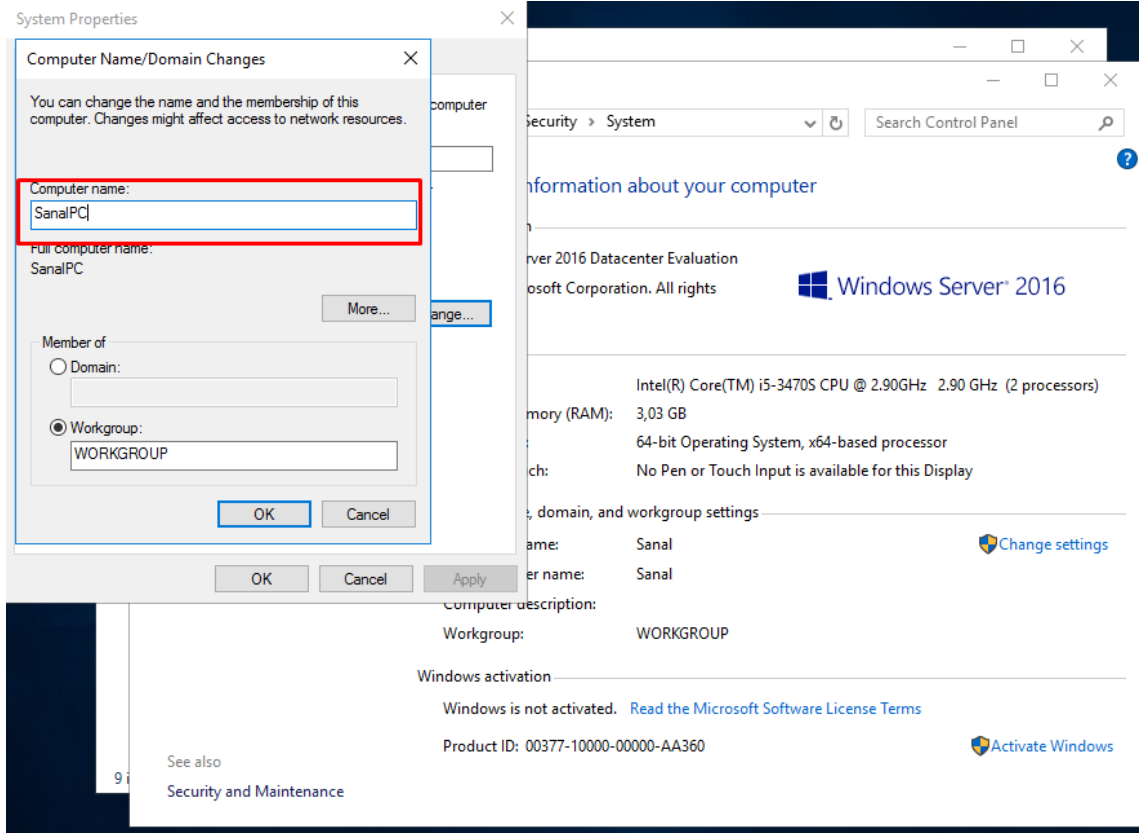 System Properties
Computer Name/Domain Changes
You can change the name and the membership of this
computer. Changes might affect access to network resources.
Computer name:
SanalPC
Full computer name:
SanalPC
More...
Member of
Domain:
Workgroup:
WORKGROUP
OK Cancel
computer
ange...
OK Cancel Apply
Security > System
Search Control Panel
nformation about your computer
rver 2016 Datacenter Evaluation
osoft Corporation. All rights
Windows Server® 2016
Intel(R) Core(TM) i5-3470S CPU @ 2.90GHz 2.90 GHz (2 processors)
mory (RAM): 3,03 GB
64-bit Operating System, x64-based processor
ch: No Pen or Touch Input is available for this Display
, domain, and workgroup settings
ame: Sanal
Change settings
er name: Sanal
Computer description:
Workgroup: WORKGROUP
Windows activation
Windows is not activated. Read the Microsoft Software License Terms
Product ID: 00377-10000-00000-AA360
Activate Windows
See also
Security and Maintenance
9 i